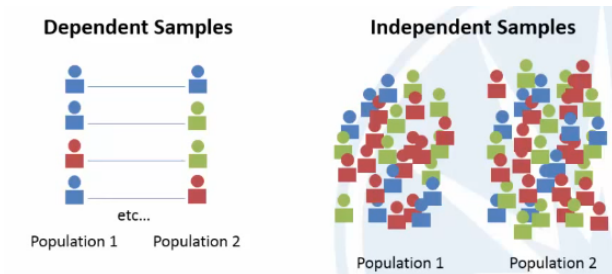 Dependent Samples
Independent Samples
etc...
Population 1
Population 2
Population 1
Population 2